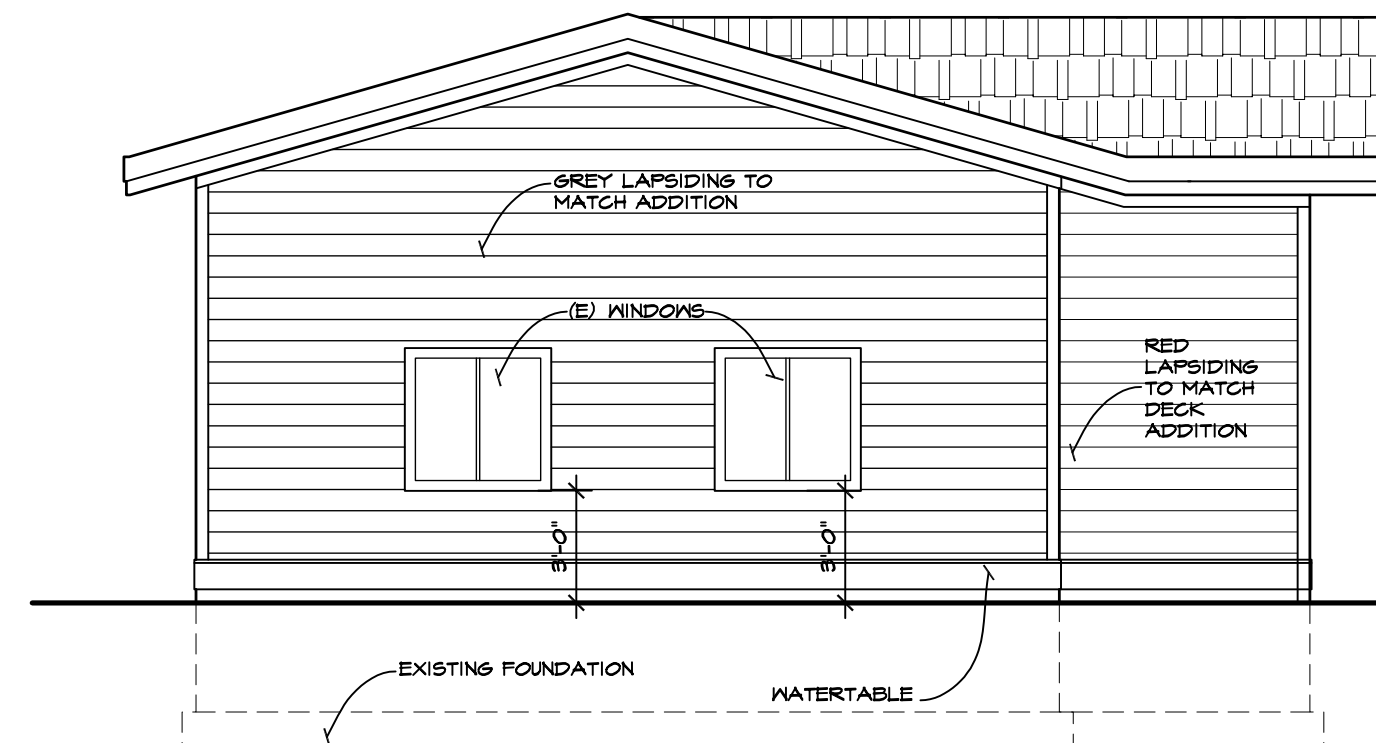 GREY LAPSIDING TO
MATCH ADDITION
(E) WINDOWS
RED
LAPSIDING
TO MATCH
DECK
ADDITION
3'-0"
3'-0"
EXISTING FOUNDATION
WATERTABLE